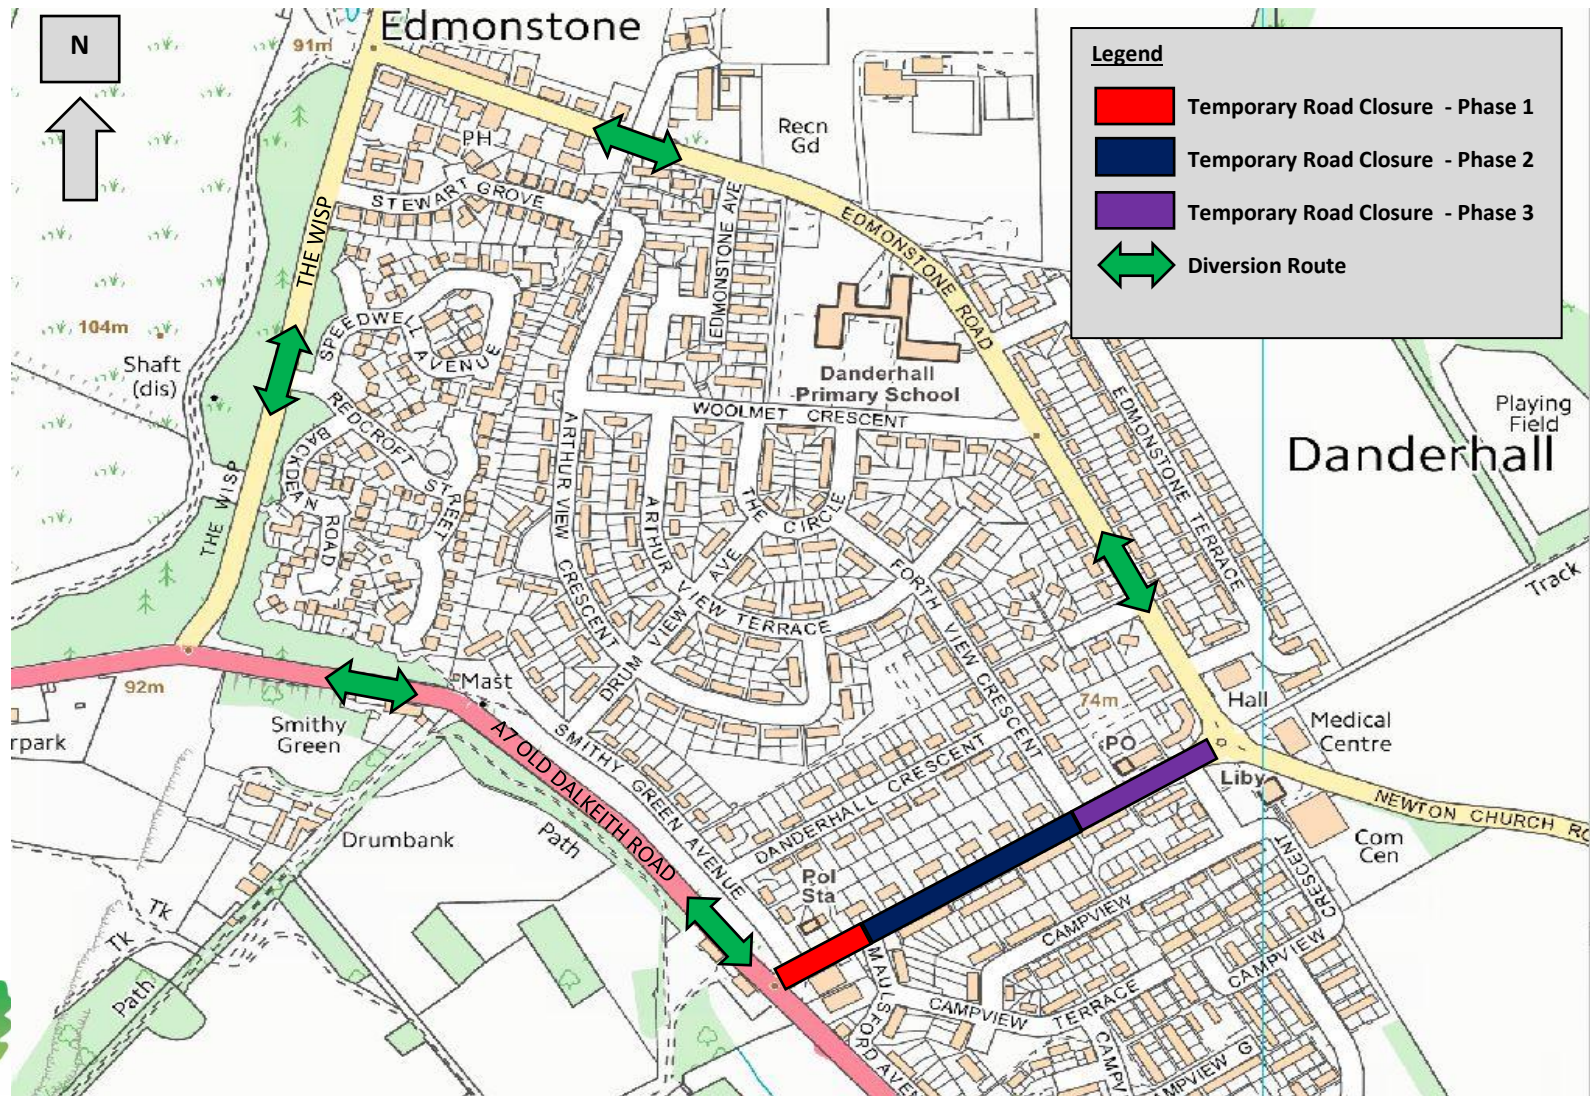 N
Edmonstone
91m
Legend
Temporary Road Closure - Phase 1
Temporary Road Closure - Phase 2
Temporary Road Closure - Phase 3
Diversion Route
PH
Recn
Gd
STEWART GROVE
EDMONSTONE AVE
EDMONSTONE ROAD
THE WISP
104m
Shaft
(dis)
SPEEDWELL
AVENUE
Danderhall
Primary School
WOOLMET CRESCENT
EDMONSTONE TERRACE
Playing
Field
Danderhall
REDCROFT STREET
BACKDEAN ROAD
THE WISP
ARTHUR VIEW CRESCENT
ARTHUR VIEW TERRACE
THE CIRCLE
DRUM VIEW AVE
FORTH VIEW CRESCENT
Track
92m
Mast
Smithy
Green
rpark
A7 OLD DALKEITH ROAD
SMITHY GREEN AVENUE
74m
Hall
Medical
Centre
PO
Liby
NEWTON CHURCH RO
Com
Cen
DANDERHALL CRESCENT
Drumbank
Path
Pol
Sta
Tk
Tk
Path
CAMPVIEW
CRESCENT
CAMPVIEW
MAULSFORD AVEN
CAMPVIEW TERRACE
CAMPV
MPVIEW G